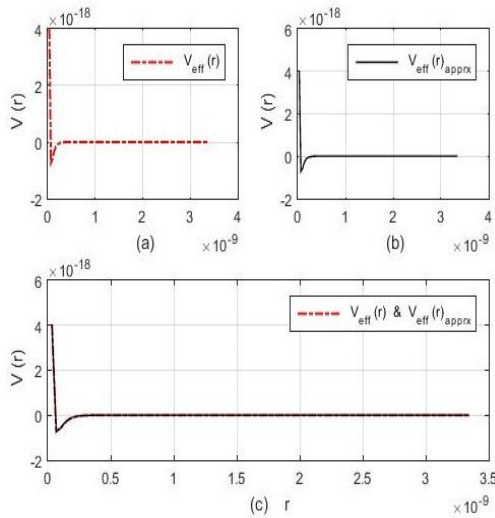 ×10⁻¹⁸
V_eff (r)
V (r)
4
2
0
-2
0 1 2 3 4
×10⁻⁹
(a)
×10⁻¹⁸
V_eff (r)_apprx
V (r)
6
4
2
0
-2
0 1 2 3 4
×10⁻⁹
(b)
×10⁻¹⁸
V_eff (r) & V_eff (r)_apprx
V (r)
6
4
2
0
-2
0 0.5 1 1.5 2 2.5 3 3.5
×10⁻⁹
(c) r